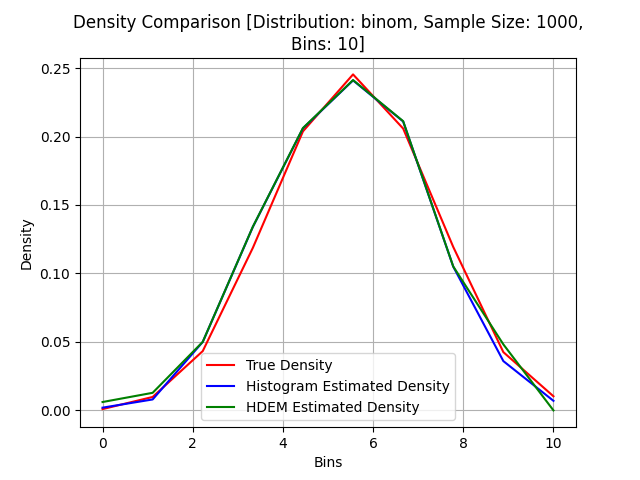 Density Comparison [Distribution: binom, Sample Size: 1000,
Bins: 10]
0.25
0.20
0.15
0.10
0.05
0.00
Density
True Density
Histogram Estimated Density
HDEM Estimated Density
0 2 4 6 8 10
Bins